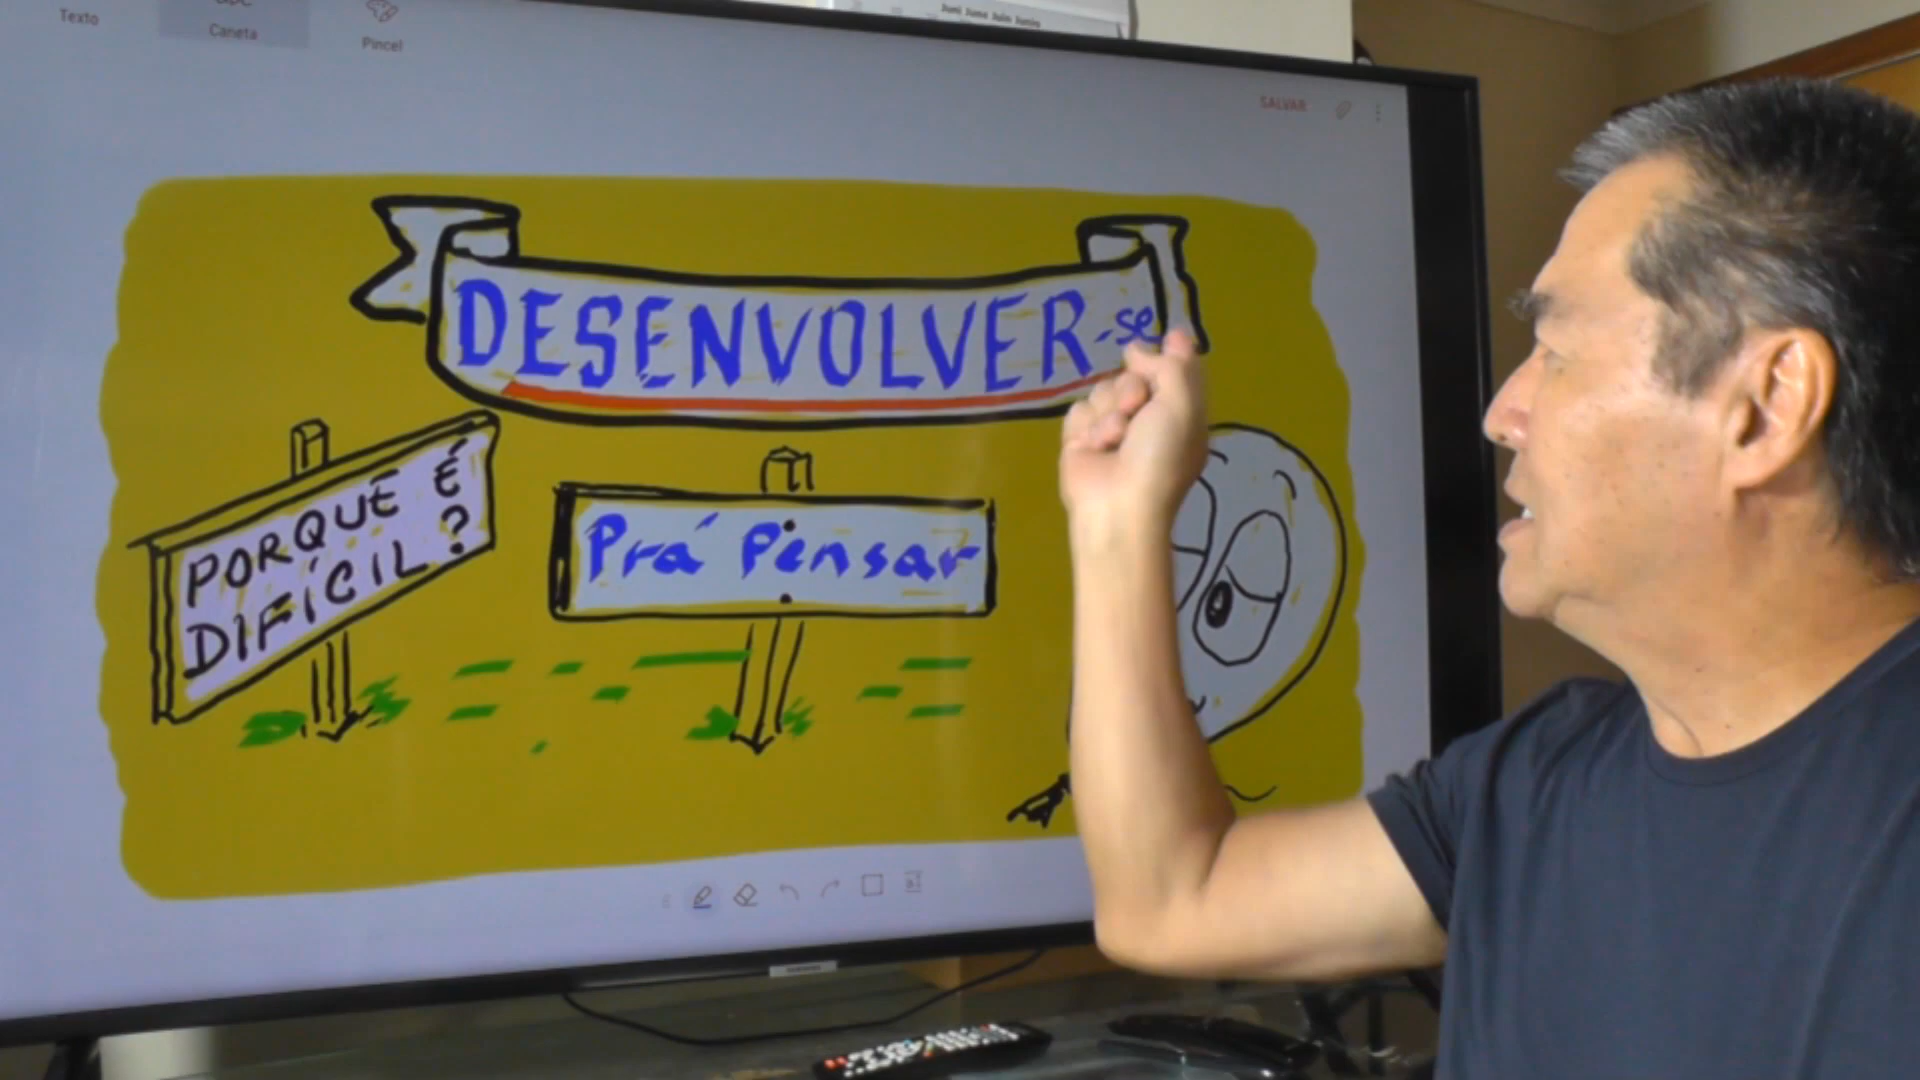 Texto
Caneta
Pincel
SALVAR
DESENVOLVER-se
PORQUE É
DIFÍCIL?
Prá Pensar